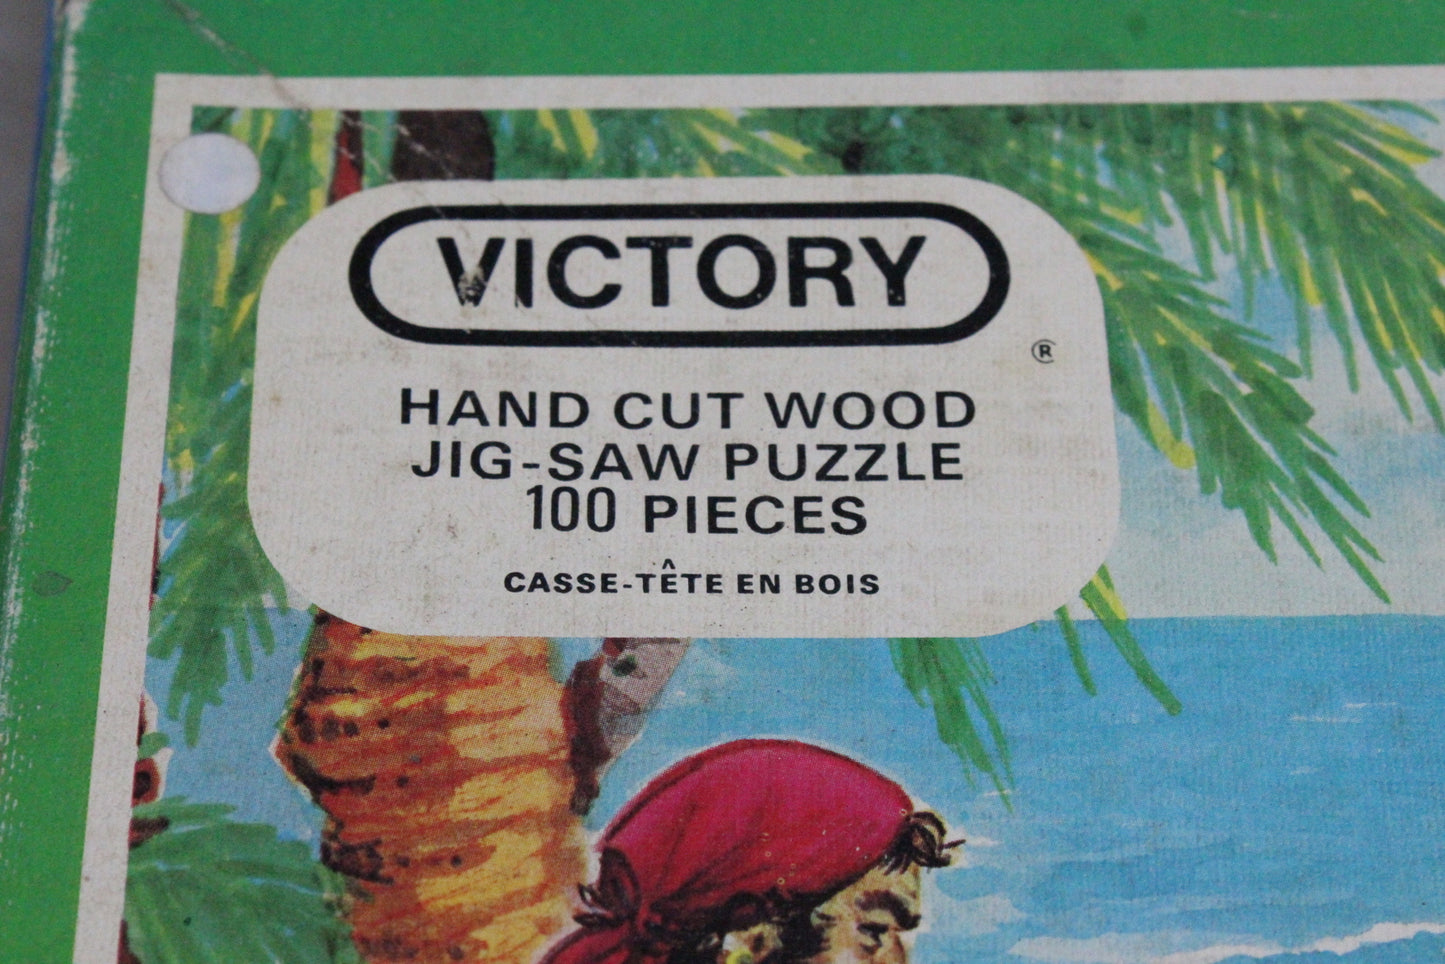 VICTORY
®
HAND CUT WOOD
JIG-SAW PUZZLE
100 PIECES
CASSE-TÊTE EN BOIS